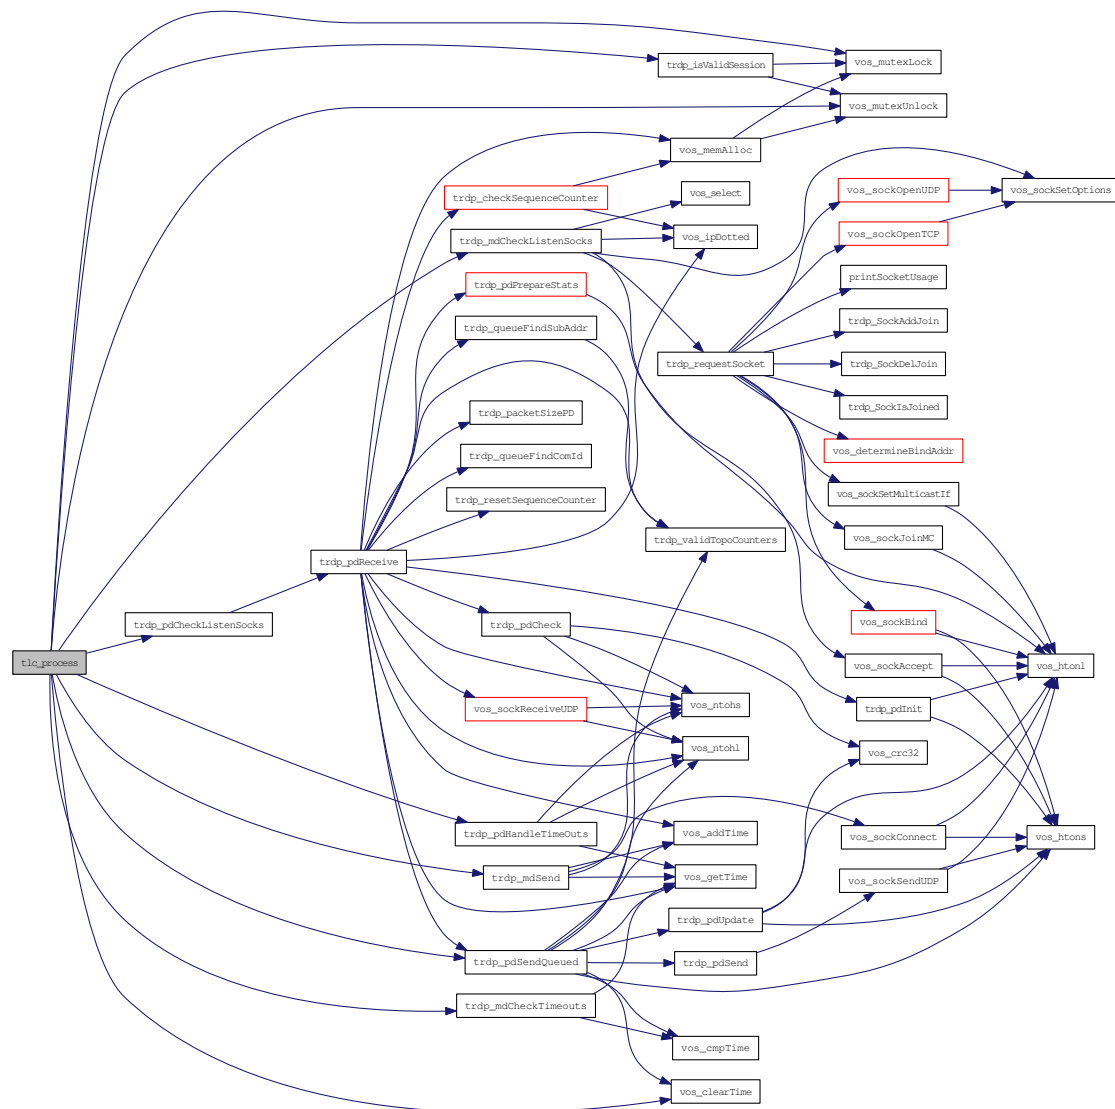 tlc_process
trdp_pdCheckListenSocks
trdp_pdReceive
trdp_checkSequenceCounter
trdp_mdCheckListenSocks
trdp_pdPrepareStats
trdp_queueFindSubAddr
trdp_packetSizePD
trdp_queueFindComId
trdp_resetSequenceCounter
trdp_pdCheck
vos_sockReceiveUDP
trdp_pdHandleTimeOuts
trdp_mdSend
trdp_pdSendQueued
trdp_mdCheckTimeouts
trdp_isValidSession
vos_memAlloc
vos_select
vos_ipDotted
trdp_requestSocket
trdp_validTopoCounters
vos_ntohs
vos_ntohl
vos_addTime
vos_getTime
trdp_pdUpdate
trdp_pdSend
vos_cmpTime
vos_clearTime
vos_mutexLock
vos_mutexUnlock
vos_sockOpenUDP
vos_sockOpenTCP
printSocketUsage
trdp_SockAddJoin
trdp_SockDelJoin
trdp_SockIsJoined
vos_determineBindAddr
vos_sockSetMulticastIf
vos_sockJoinMC
vos_sockBind
vos_sockAccept
trdp_pdInit
vos_crc32
vos_sockConnect
vos_sockSendUDP
vos_sockSetOptions
vos_htonl
vos_htons